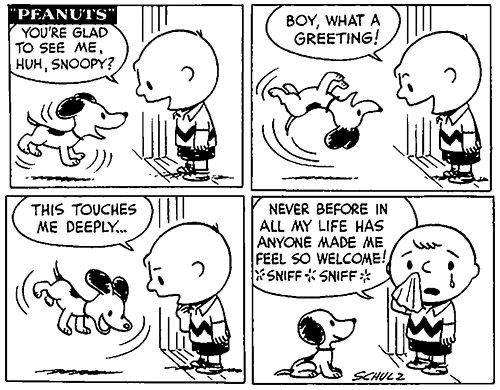 "PEANUTS"
YOU'RE GLAD
TO SEE ME,
HUH, SNOOPY?
BOY, WHAT A
GREETING!
THIS TOUCHES
ME DEEPLY...
NEVER BEFORE IN
ALL MY LIFE HAS
ANYONE MADE ME
FEEL SO WELCOME!
*SNIFF*SNIFF*
SCHULZ